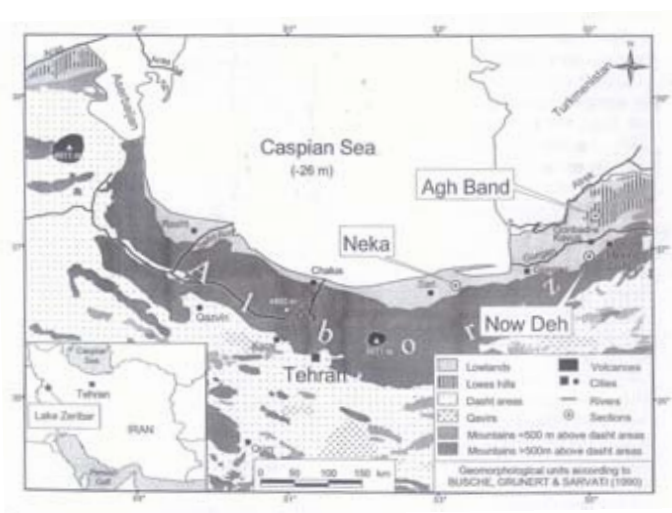 Caspian Sea
(-26 m)
Azerbaijan
Turkmenistan
Agh Band
Neka
Now Deh
Chalus
Sari
Qazvin
A l b o r z
Tehran
Caspian
Sea
Tehran
Lake Zeribar
IRAN
Persian
Gulf
0 50 100 150 km
Lowlands
Loess hills
Dasht areas
Qavirs
Volcanoes
Cities
Rivers
Sections
Mountains <500 m above dasht areas
Mountains >500m above dasht areas
Geomorphological units according to
BUSCHE, GRUNERT & SARVATI (1990)